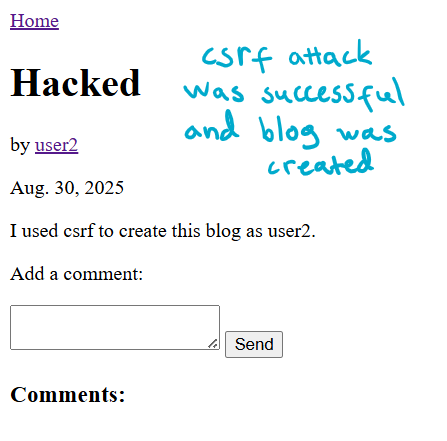 Home
Hacked
by user2
Aug. 30, 2025
I used csrf to create this blog as user2.
Add a comment:
Send
Comments:
csrf attack
was successful
and blog was
created